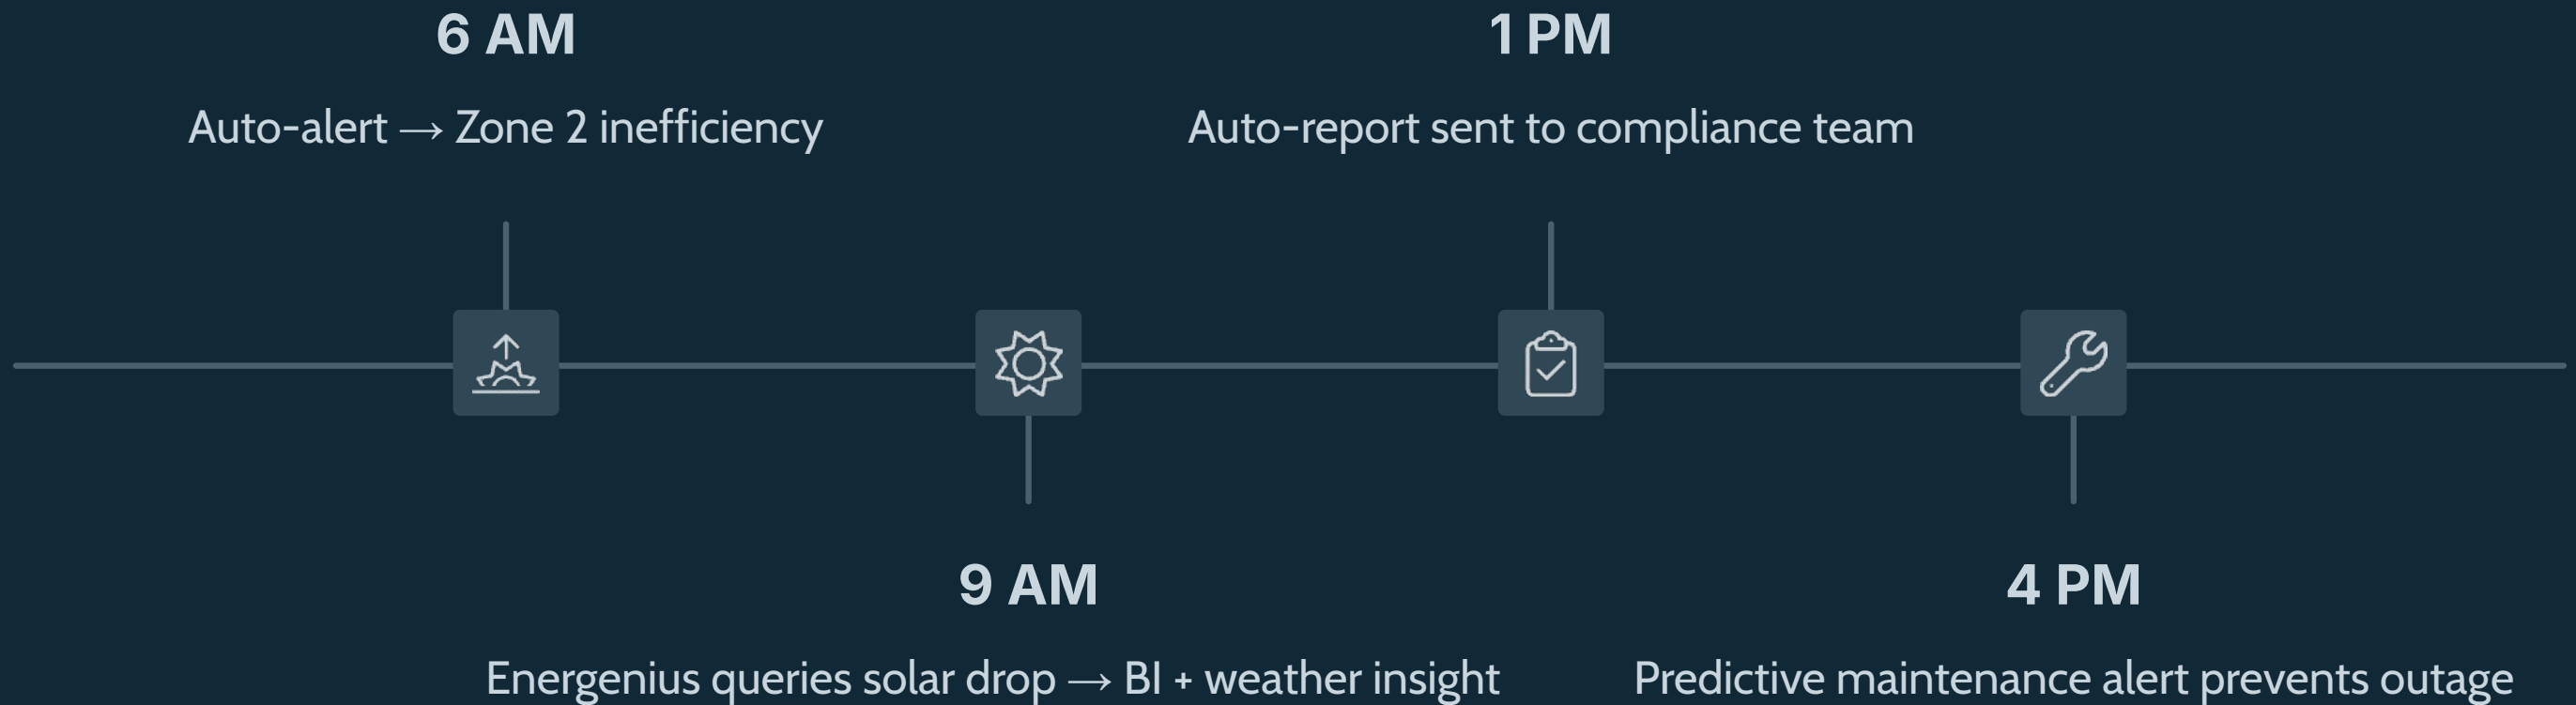 6 AM
Auto-alert → Zone 2 inefficiency
1 PM
Auto-report sent to compliance team
9 AM
Energenius queries solar drop → BI + weather insight
4 PM
Predictive maintenance alert prevents outage